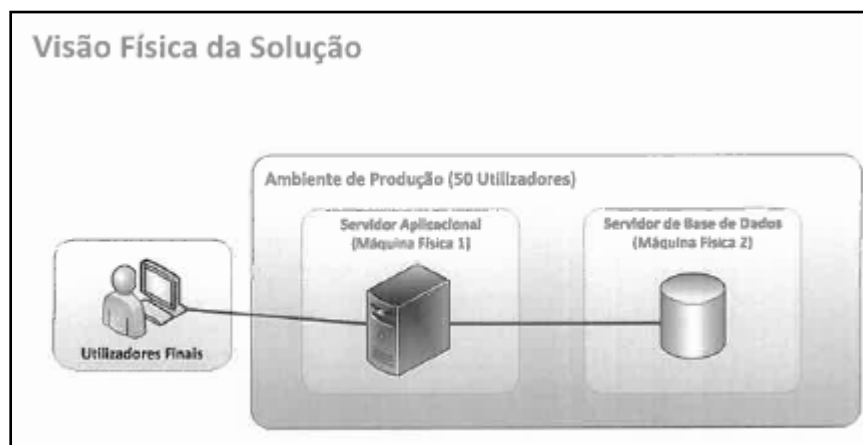 Visão Física da Solução
Ambiente de Produção (50 Utilizadores)
Servidor Aplicacional
(Máquina Física 1)
Servidor de Base de Dados
(Máquina Física 2)
Utilizadores Finais